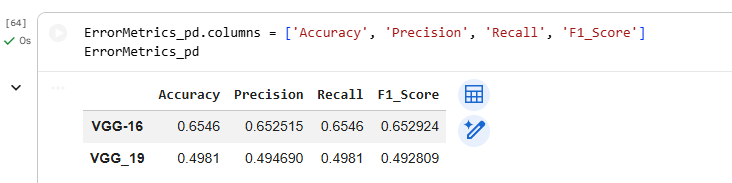 [64]
0s
ErrorMetrics_pd.columns = ['Accuracy', 'Precision', 'Recall', 'F1_Score']
ErrorMetrics_pd
Accuracy Precision Recall F1_Score
VGG-16 0.6546 0.652515 0.6546 0.652924
VGG_19 0.4981 0.494690 0.4981 0.492809